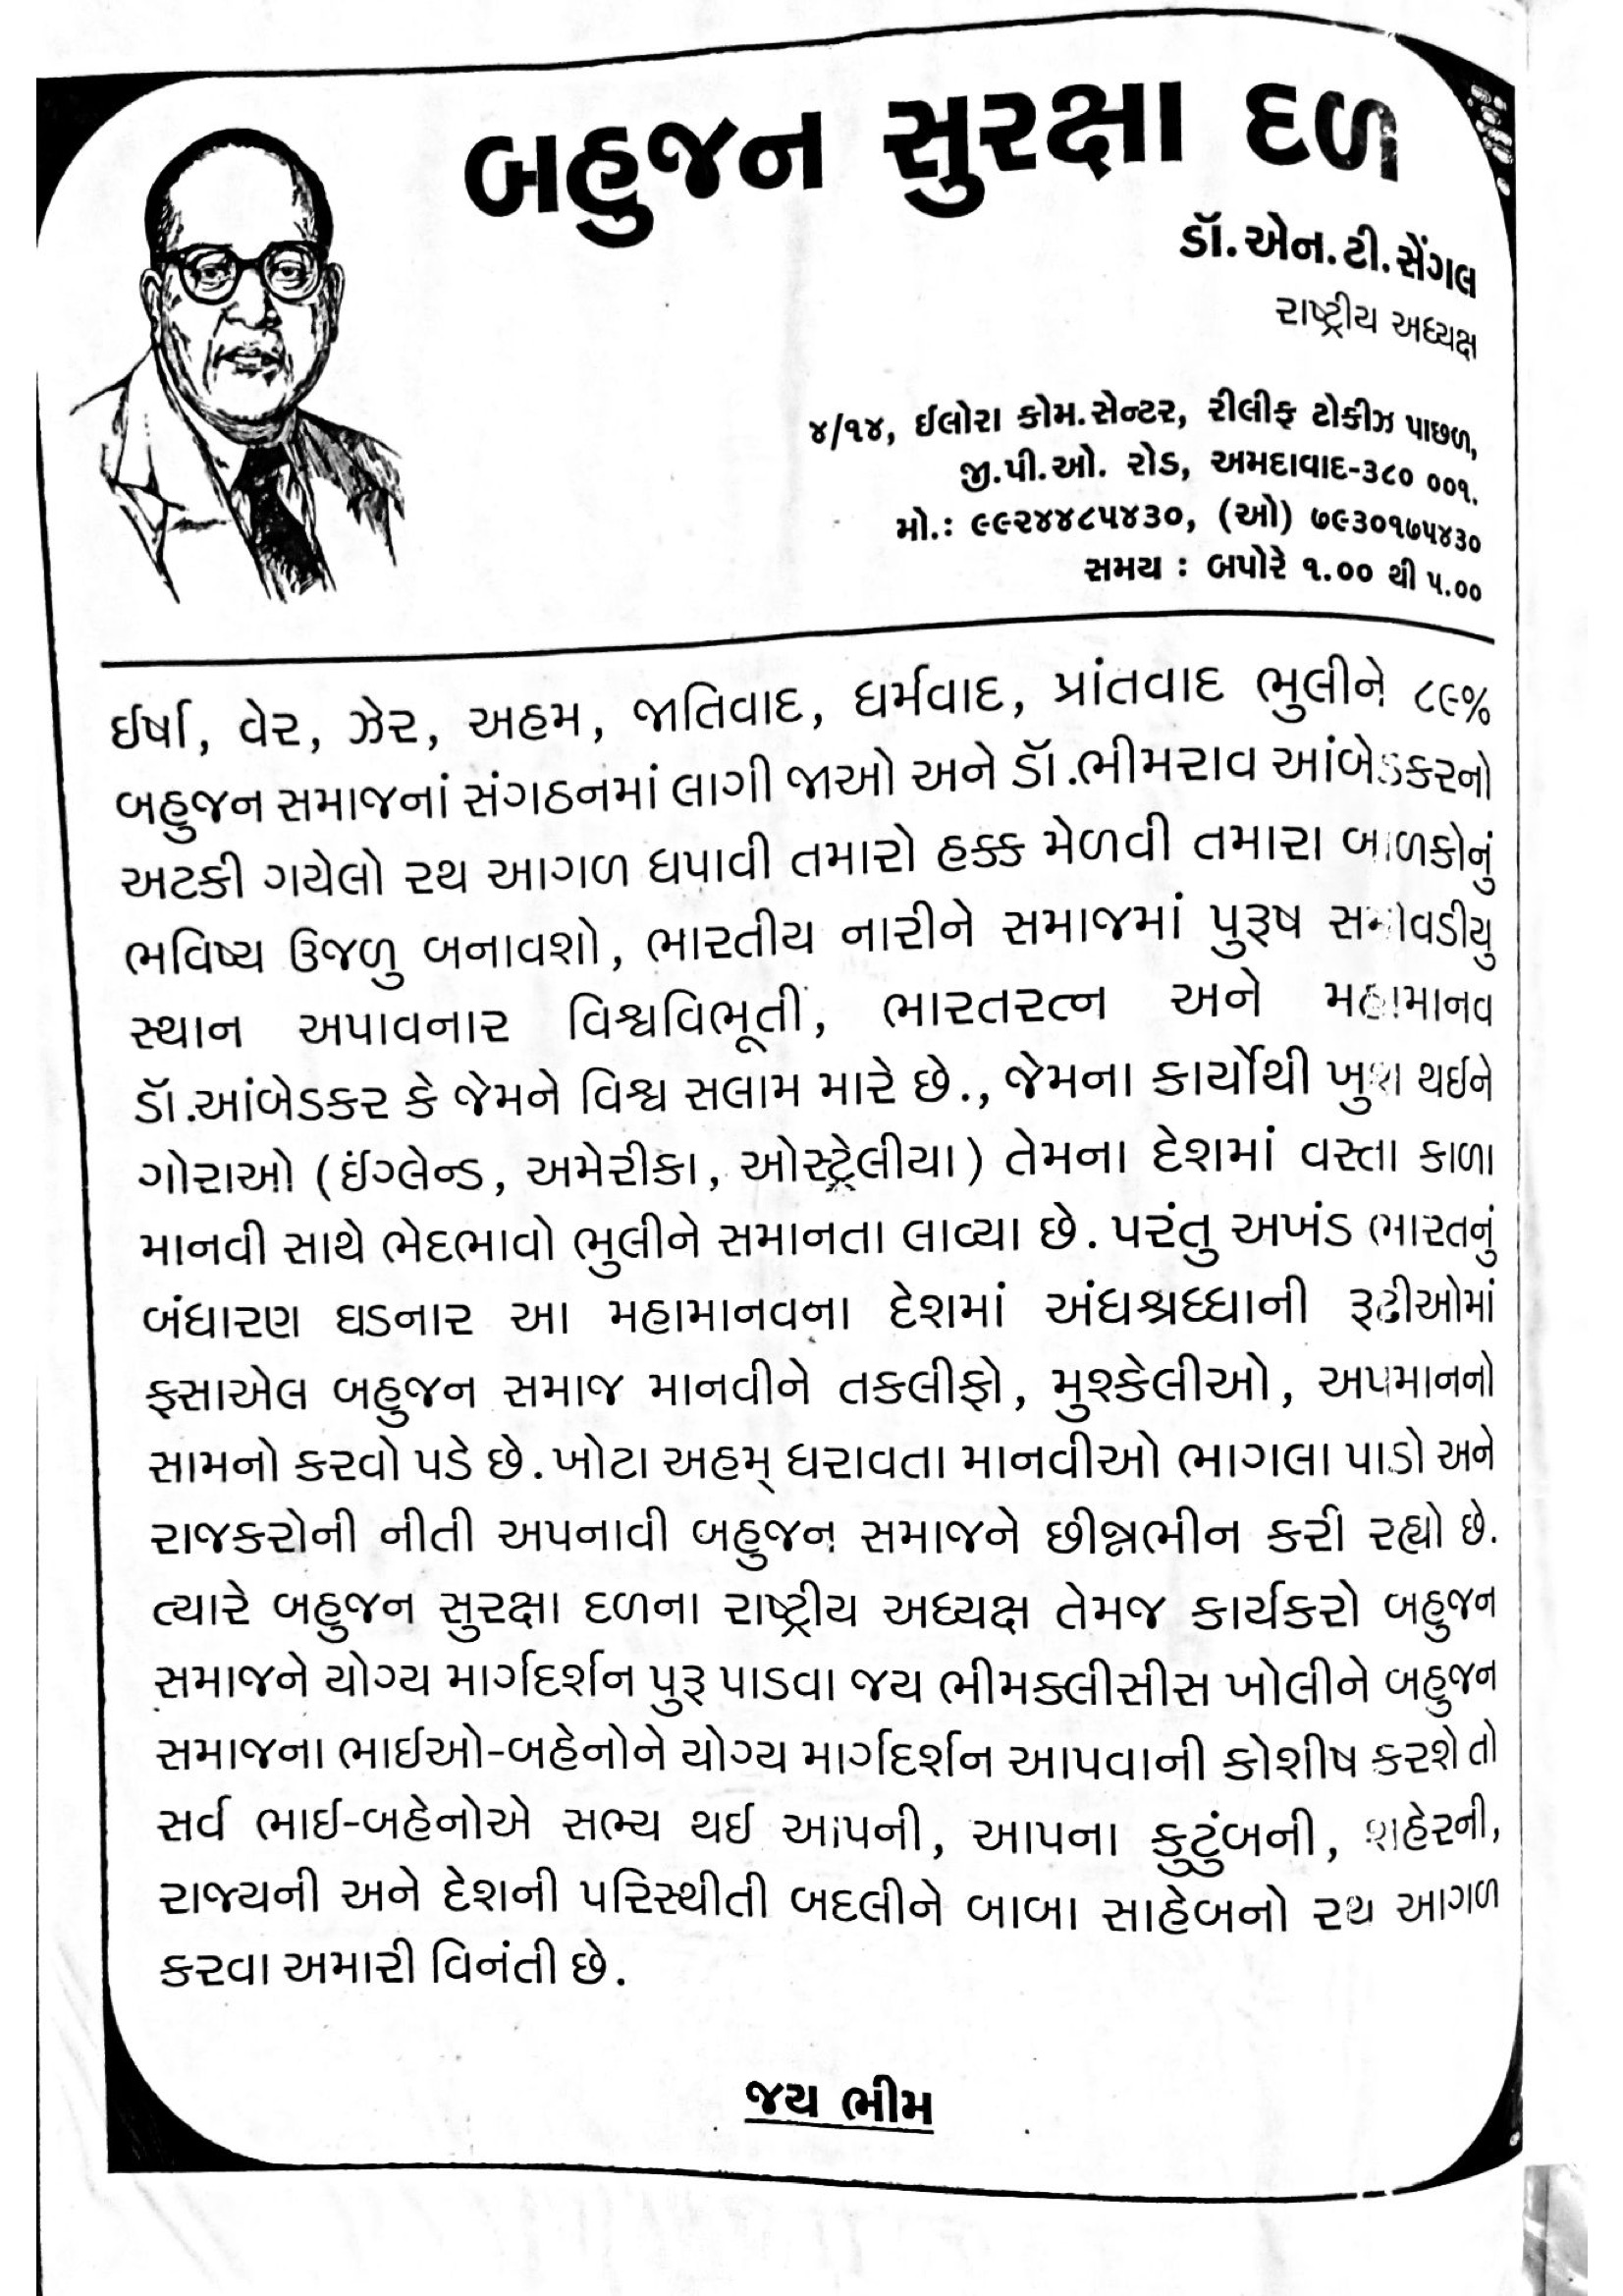 બહુજન સુરક્ષા દળ
ડૉ.એન.ટી.સેંગલ
રાષ્ટ્રીય અધ્યક્ષ
૪/૧૪, ઈલોરા કોમ.સેન્ટર, રીલીફ ટોકીઝ પાછળ,
જી.પી.ઓ. રોડ, અમદાવાદ-૩૮૦ ૦૦૧.
મો.: ૯૯૨૪૪૮૫૪૩૦, (ઓ) ૭૯૩૦૧૭૫૪૩૦
સમય : બપોરે ૧.૦૦ થી ૫.૦૦
ઈર્ષા, વેર, ઝેર, અહમ, જાતિવાદ, ધર્મવાદ, પ્રાંતવાદ ભુલીને ૮૯%
બહુજન સમાજનાં સંગઠનમાં લાગી જાઓ અને ડૉ.ભીમરાવ આંબેડકરનો
અટકી ગયેલો રથ આગળ ધપાવી તમારો હક્ક મેળવી તમારા બાળકોનું
ભવિષ્ય ઉજળુ બનાવશો, ભારતીય નારીને સમાજમાં પુરૂષ સમોવડીયુ
સ્થાન અપાવનાર વિશ્વવિભૂતી, ભારતરત્ન અને મહામાનવ
ડૉ.આંબેડકર કે જેમને વિશ્વ સલામ મારે છે., જેમના કાર્યોથી ખુશ થઈને
ગોરાઓ (ઈંગ્લેન્ડ, અમેરીકા, ઓસ્ટ્રેલીયા) તેમના દેશમાં વસ્તા કાળા
માનવી સાથે ભેદભાવો ભુલીને સમાનતા લાવ્યા છે. પરંતુ અખંડ ભારતનું
બંધારણ ઘડનાર આ મહામાનવના દેશમાં અંધશ્રધ્ધાની રૂઢીઓમાં
ફસાએલ બહુજન સમાજ માનવીને તકલીફો, મુશ્કેલીઓ, અપમાનનો
સામનો કરવો પડે છે. ખોટા અહમ્ ધરાવતા માનવીઓ ભાગલા પાડો અને
રાજકરોની નીતી અપનાવી બહુજન સમાજને છીન્નભીન કરી રહ્યો છે.
ત્યારે બહુજન સુરક્ષા દળના રાષ્ટ્રીય અધ્યક્ષ તેમજ કાર્યકરો બહુજન
સમાજને યોગ્ય માર્ગદર્શન પુરૂ પાડવા જય ભીમક્લીસીસ ખોલીને બહુજન
સમાજના ભાઈઓ-બહેનોને યોગ્ય માર્ગદર્શન આપવાની કોશીષ કરશે તો
સર્વ ભાઈ-બહેનોએ સભ્ય થઈ આપની, આપના કુટુંબની, શહેરની,
રાજ્યની અને દેશની પરિસ્થીતી બદલીને બાબા સાહેબનો રથ આગળ
કરવા અમારી વિનંતી છે.
જય ભીમ